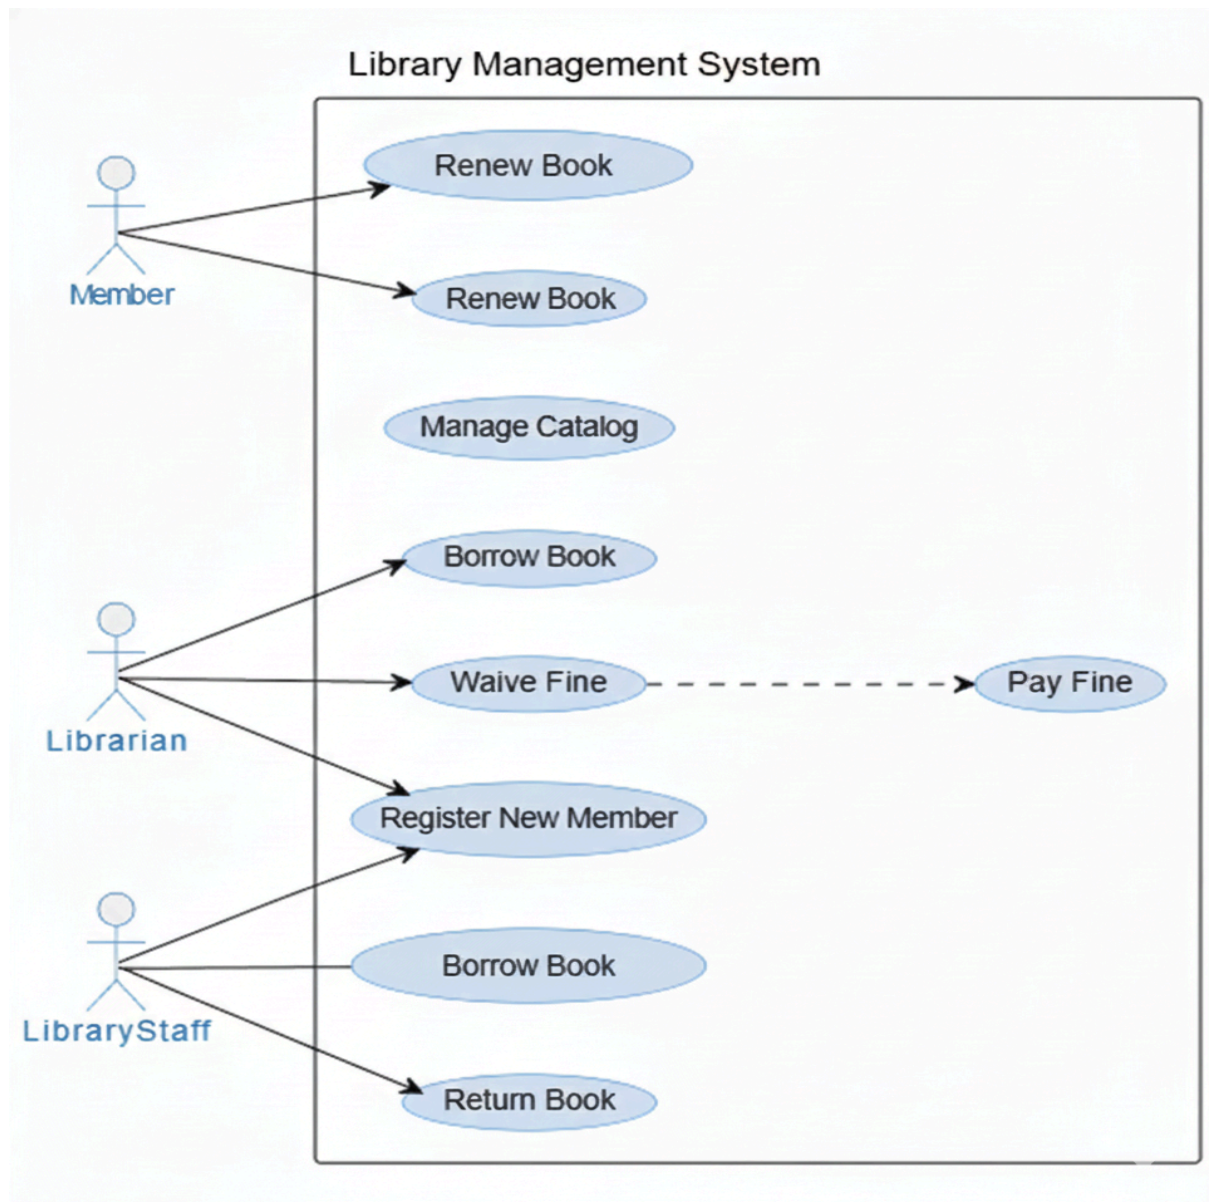 Library Management System
Renew Book
Member
Renew Book
Manage Catalog
Borrow Book
Librarian
Waive Fine
Pay Fine
Register New Member
LibraryStaff
Borrow Book
Return Book